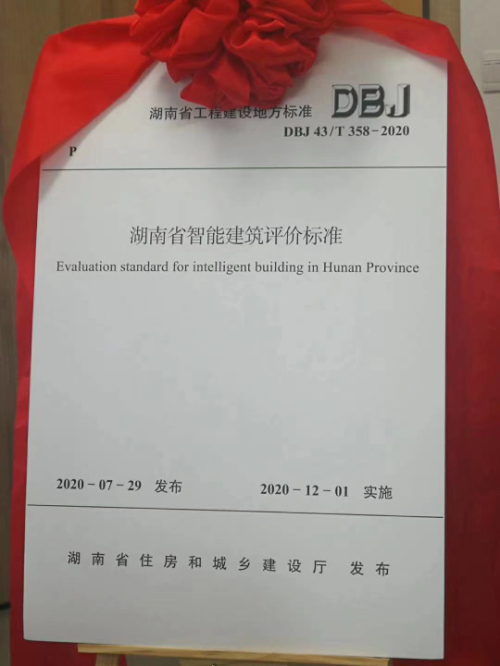 湖南省工程建设地方标准 DBJ
DBJ 43/T 358-2020
P
湖南省智能建筑评价标准
Evaluation standard for intelligent building in Hunan Province
2020-07-29 发布 2020-12-01 实施
湖南省住房和城乡建设厅 发布